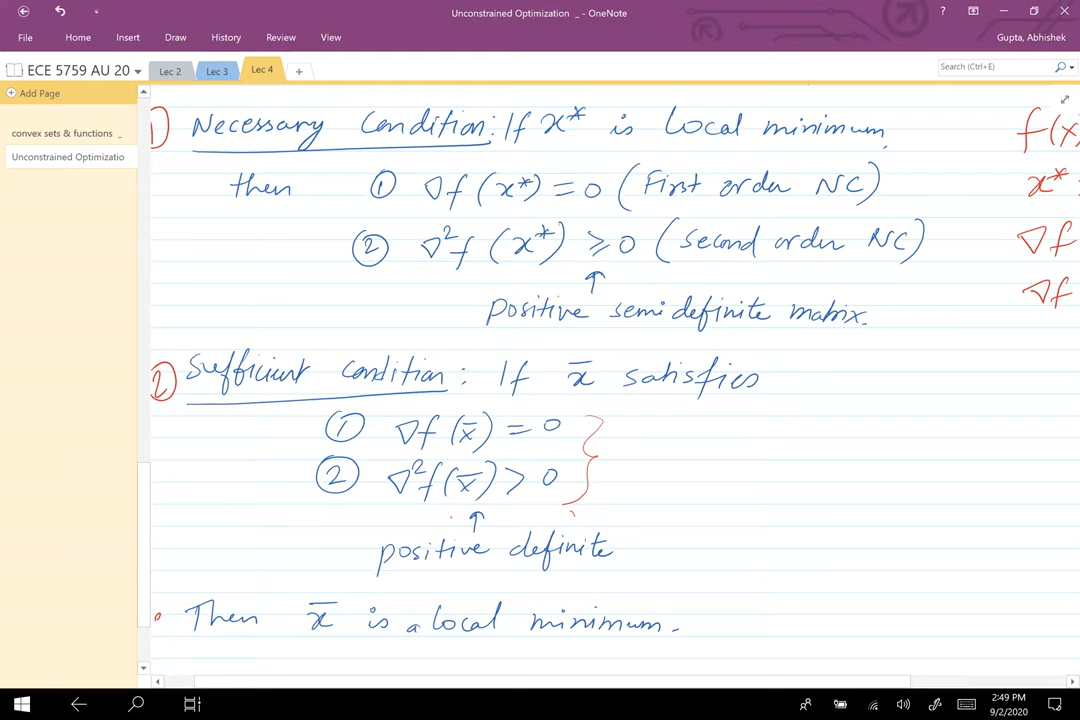 Unconstrained Optimization _ - OneNote
?
File Home Insert Draw History Review View
Gupta, Abhishek
ECE 5759 AU 20 Lec 2 Lec 3 Lec 4 +
Search (Ctrl+E)
Add Page
convex sets & functions _
Unconstrained Optimizatio
1) Necessary Condition: If x* is local minimum,
then ① ∇f(x*) = 0 (First order NC)
② ∇²f(x*) ≥ 0 (second order NC)
↑
positive semidefinite matrix.
f(x
x*
∇f
∇f
2) Sufficient condition: If x̄ satisfies
① ∇f(x̄) = 0
② ∇²f(x̄) > 0
↑
positive definite
Then x̄ is a local minimum.
2:49 PM
9/2/2020